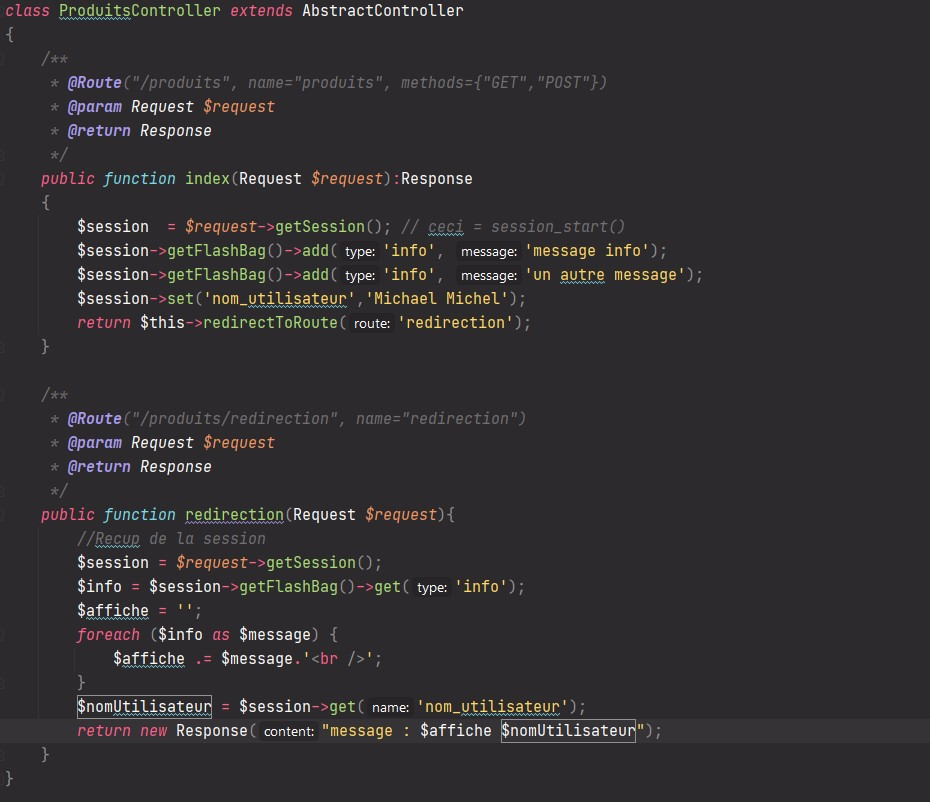 class ProduitsController extends AbstractController
{
/**
* @Route("/produits", name="produits", methods={"GET","POST"})
* @param Request $request
* @return Response
*/
public function index(Request $request):Response
{
$session  = $request->getSession(); // ceci = session_start()
$session->getFlashBag()->add( type: 'info', message: 'message info');
$session->getFlashBag()->add( type: 'info', message: 'un autre message');
$session->set('nom_utilisateur','Michael Michel');
return $this->redirectToRoute( route: 'redirection');
}
/**
* @Route("/produits/redirection", name="redirection")
* @param Request $request
* @return Response
*/
public function redirection(Request $request){
//Recup de la session
$session = $request->getSession();
$info = $session->getFlashBag()->get( type: 'info');
$affiche = '';
foreach ($info as $message) {
$affiche .= $message.'<br />';
}
$nomUtilisateur = $session->get( name: 'nom_utilisateur');
return new Response( content: "message : $affiche $nomUtilisateur");
}
}